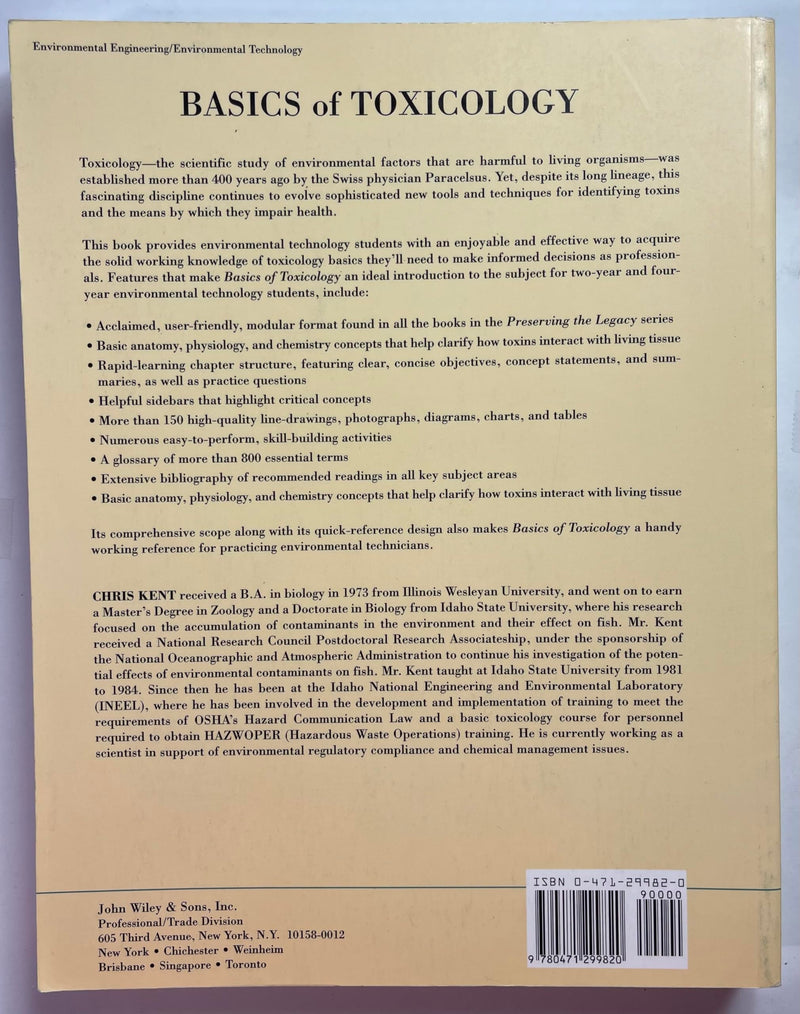 Environmental Engineering/Environmental Technology
BASICS of TOXICOLOGY
Toxicology—the scientific study of environmental factors that are harmful to living organisms—was
established more than 400 years ago by the Swiss physician Paracelsus. Yet, despite its long lineage, this
fascinating discipline continues to evolve sophisticated new tools and techniques for identifying toxins
and the means by which they impair health.
This book provides environmental technology students with an enjoyable and effective way to acquire
the solid working knowledge of toxicology basics they'll need to make informed decisions as profession-
als. Features that make Basics of Toxicology an ideal introduction to the subject for two-year and four-
year environmental technology students, include:
• Acclaimed, user-friendly, modular format found in all the books in the Preserving the Legacy series
• Basic anatomy, physiology, and chemistry concepts that help clarify how toxins interact with living tissue
• Rapid-learning chapter structure, featuring clear, concise objectives, concept statements, and sum-
maries, as well as practice questions
• Helpful sidebars that highlight critical concepts
• More than 150 high-quality line-drawings, photographs, diagrams, charts, and tables
• Numerous easy-to-perform, skill-building activities
• A glossary of more than 800 essential terms
• Extensive bibliography of recommended readings in all key subject areas
• Basic anatomy, physiology, and chemistry concepts that help clarify how toxins interact with living tissue
Its comprehensive scope along with its quick-reference design also makes Basics of Toxicology a handy
working reference for practicing environmental technicians.
CHRIS KENT received a B.A. in biology in 1973 from Illinois Wesleyan University, and went on to earn
a Master's Degree in Zoology and a Doctorate in Biology from Idaho State University, where his research
focused on the accumulation of contaminants in the environment and their effect on fish. Mr. Kent
received a National Research Council Postdoctoral Research Associateship, under the sponsorship of
the National Oceanographic and Atmospheric Administration to continue his investigation of the poten-
tial effects of environmental contaminants on fish. Mr. Kent taught at Idaho State University from 1981
to 1984. Since then he has been at the Idaho National Engineering and Environmental Laboratory
(INEEL), where he has been involved in the development and implementation of training to meet the
requirements of OSHA's Hazard Communication Law and a basic toxicology course for personnel
required to obtain HAZWOPER (Hazardous Waste Operations) training. He is currently working as a
scientist in support of environmental regulatory compliance and chemical management issues.
John Wiley & Sons, Inc.
Professional/Trade Division
605 Third Avenue, New York, N.Y. 10158-0012
New York • Chichester • Weinheim
Brisbane • Singapore • Toronto
ISBN 0-471-29982-0
90000
9 780471 299820